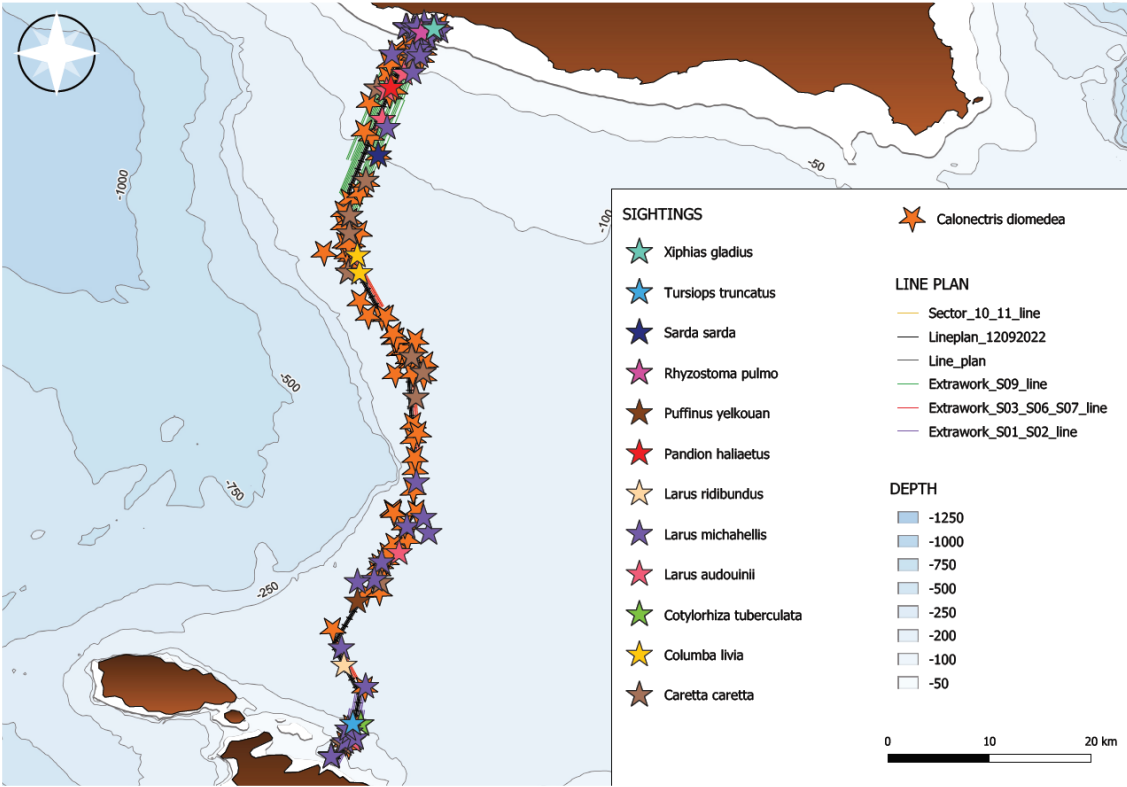 -50
-1000
-100
-500
-750
-250
SIGHTINGS
Xiphias gladius
Tursiops truncatus
Sarda sarda
Rhyzostoma pulmo
Puffinus yelkouan
Pandion haliaetus
Larus ridibundus
Larus michahellis
Larus audouinii
Cotylorhiza tuberculata
Columba livia
Caretta caretta
Calonectris diomedea
LINE PLAN
Sector_10_11_line
Lineplan_12092022
Line_plan
Extrawork_S09_line
Extrawork_S03_S06_S07_line
Extrawork_S01_S02_line
DEPTH
-1250
-1000
-750
-500
-250
-200
-100
-50
0 10 20 km